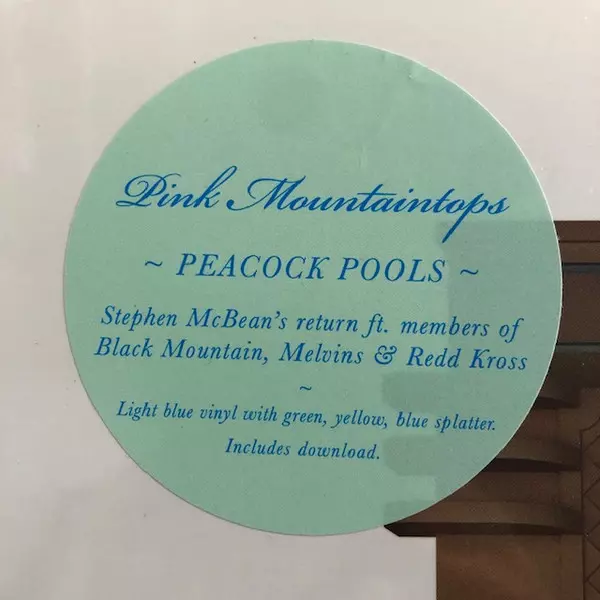 Pink Mountaintops
~ PEACOCK POOLS ~
Stephen McBean's return ft. members of
Black Mountain, Melvins & Redd Kross
~
Light blue vinyl with green, yellow, blue splatter.
Includes download.